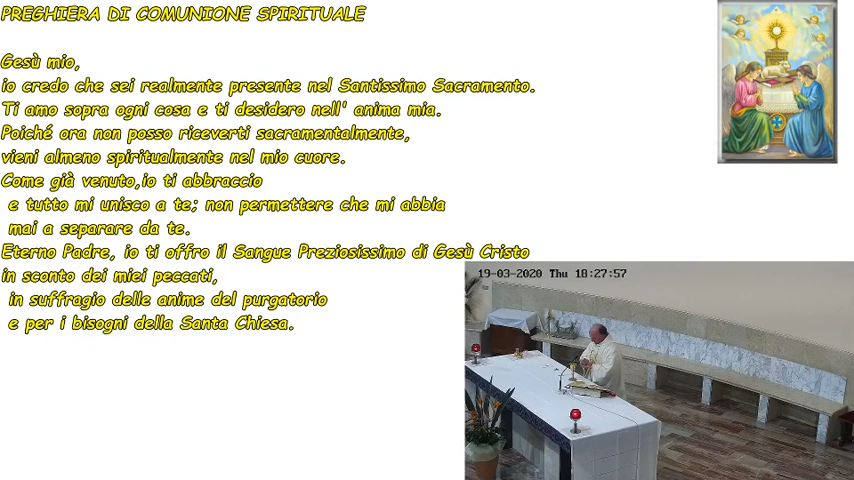 PREGHIERA DI COMUNIONE SPIRITUALE
Gesù mio,
io credo che sei realmente presente nel Santissimo Sacramento.
Ti amo sopra ogni cosa e ti desidero nell' anima mia.
Poiché ora non posso riceverti sacramentalmente,
vieni almeno spiritualmente nel mio cuore.
Come già venuto,io ti abbraccio
e tutto mi unisco a te; non permettere che mi abbia
mai a separare da te.
Eterno Padre, io ti offro il Sangue Preziosissimo di Gesù Cristo
in sconto dei miei peccati,
in suffragio delle anime del purgatorio
e per i bisogni della Santa Chiesa.
19-03-2020 Thu 18:27:57